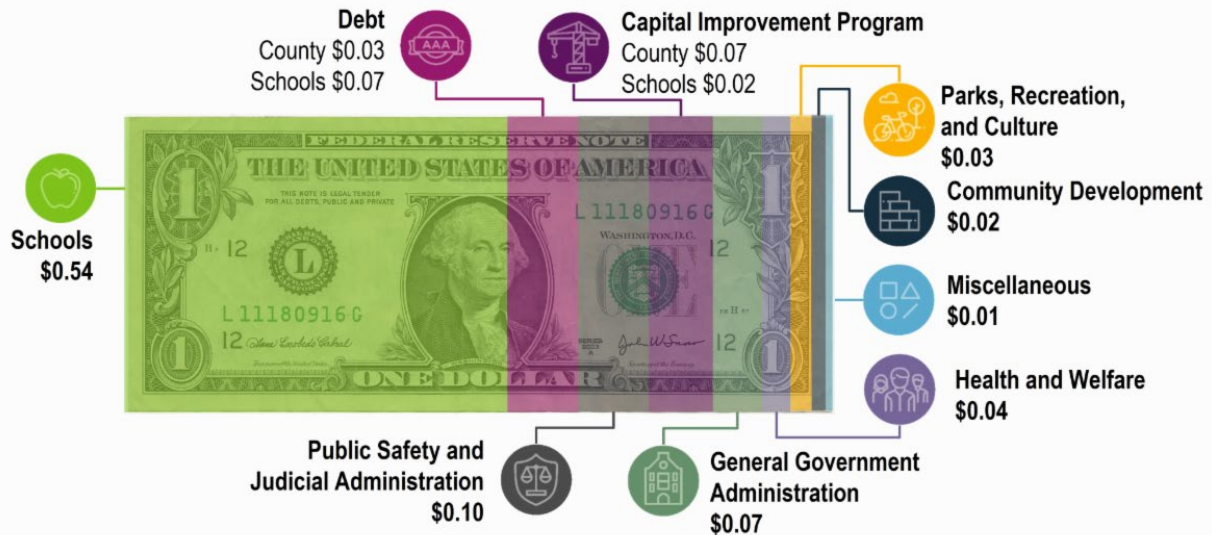 Debt
County $0.03
Schools $0.07
AAA
Capital Improvement Program
County $0.07
Schools $0.02
Parks, Recreation,
and Culture
$0.03
Community Development
$0.02
Miscellaneous
$0.01
Health and Welfare
$0.04
Schools
$0.54
FEDERAL RESERVE NOTE
THE UNITED STATES OF AMERICA
THIS NOTE IS LEGAL TENDER
FOR ALL DEBTS, PUBLIC AND PRIVATE
L 11180916 G
WASHINGTON, D.C.
1
1
12
12
L
ONE
L 11180916 G
12
12
SERIES
1
1
ONE DOLLAR
Public Safety and
Judicial Administration
$0.10
General Government
Administration
$0.07